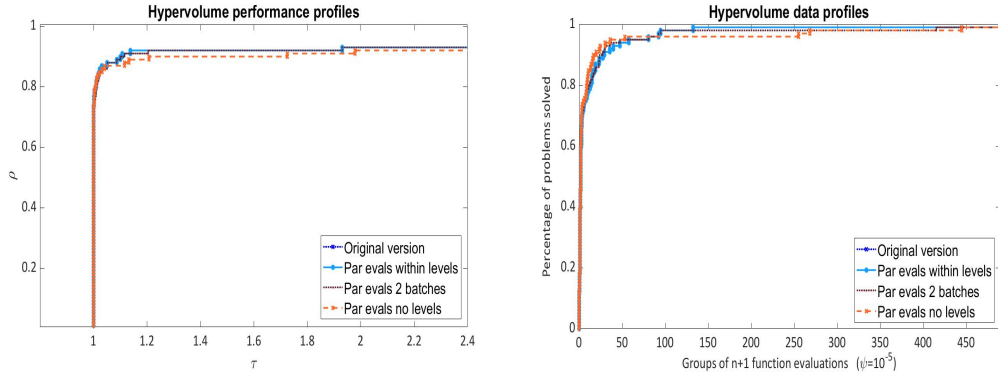 Hypervolume performance profiles
1
0.8
0.6
0.4
0.2
ρ
1
1.2
1.4
1.6
1.8
2
2.2
2.4
τ
Original version
Par evals within levels
Par evals 2 batches
Par evals no levels
Hypervolume data profiles
1
0.8
0.6
0.4
0.2
0
Percentage of problems solved
0
50
100
150
200
250
300
350
400
450
Groups of n+1 function evaluations (ψ=10⁻⁵)
Original version
Par evals within levels
Par evals 2 batches
Par evals no levels